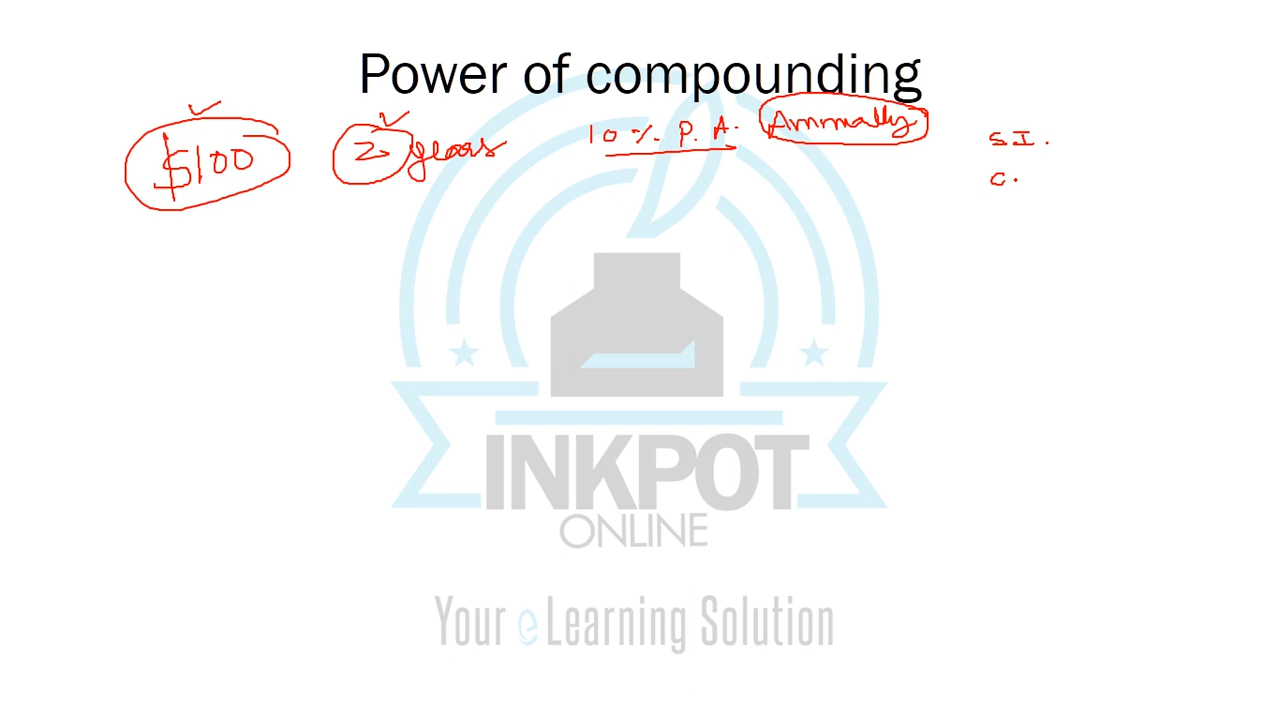 Power of compounding
$100 2 years 10% P.A. Annually S.I.
C.
INKPOT
ONLINE
Your eLearning Solution